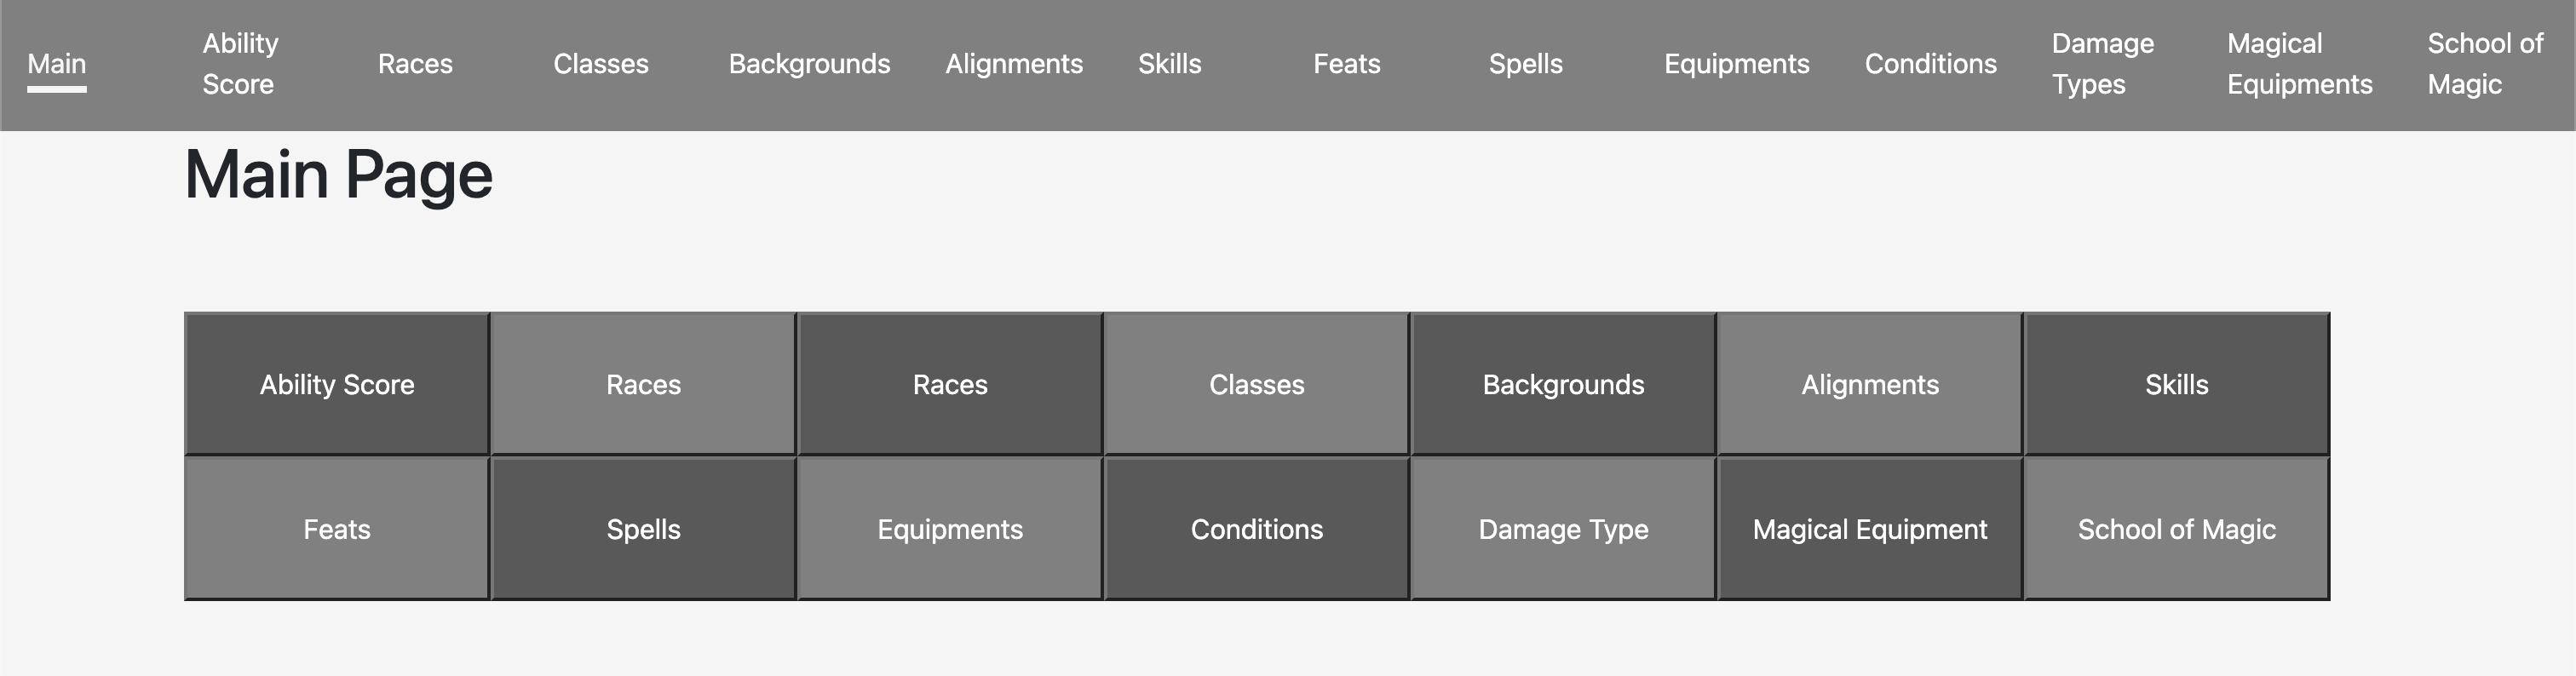 Main
Ability
Score
Races
Classes
Backgrounds
Alignments
Skills
Feats
Spells
Equipments
Conditions
Damage
Types
Magical
Equipments
School of
Magic
Main Page
Ability Score
Races
Races
Classes
Backgrounds
Alignments
Skills
Feats
Spells
Equipments
Conditions
Damage Type
Magical Equipment
School of Magic